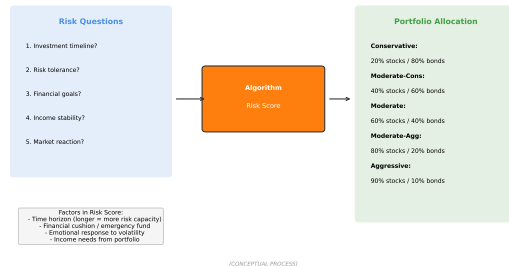 Risk Questions
1. Investment timeline?
2. Risk tolerance?
3. Financial goals?
4. Income stability?
5. Market reaction?
Factors in Risk Score:
- Time horizon (longer = more risk capacity)
- Financial cushion / emergency fund
- Emotional response to volatility
- Income needs from portfolio
Algorithm
Risk Score
Portfolio Allocation
Conservative:
20% stocks / 80% bonds
Moderate-Cons:
40% stocks / 60% bonds
Moderate:
60% stocks / 40% bonds
Moderate-Agg:
80% stocks / 20% bonds
Aggressive:
90% stocks / 10% bonds
(CONCEPTUAL PROCESS)